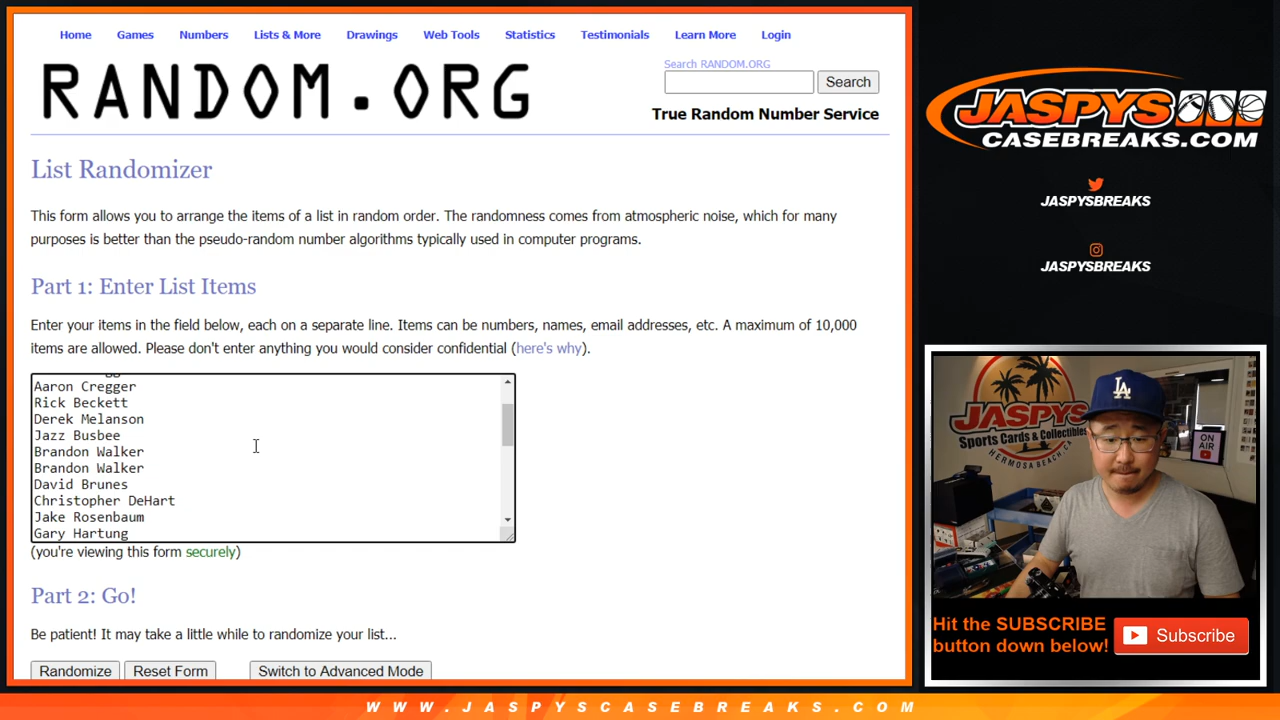 Home Games Numbers Lists & More Drawings Web Tools Statistics Testimonials Learn More Login
RANDOM.ORG
Search RANDOM.ORG
Search
True Random Number Service
List Randomizer
This form allows you to arrange the items of a list in random order. The randomness comes from atmospheric noise, which for many
purposes is better than the pseudo-random number algorithms typically used in computer programs.
Part 1: Enter List Items
Enter your items in the field below, each on a separate line. Items can be numbers, names, email addresses, etc. A maximum of 10,000
items are allowed. Please don't enter anything you would consider confidential (here's why).
Aaron Cregger
Rick Beckett
Derek Melanson
Jazz Busbee
Brandon Walker
Brandon Walker
David Brunes
Christopher DeHart
Jake Rosenbaum
Gary Hartung
(you're viewing this form securely)
Part 2: Go!
Be patient! It may take a little while to randomize your list...
Randomize Reset Form Switch to Advanced Mode
JASPYS
CASEBREAKS.COM
JASPYSBREAKS
JASPYSBREAKS
JASPYS
Sports Cards & Collectibles
HERMOSA BEACH, CA
LA
ON
AIR
Hit the SUBSCRIBE
button down below!
Subscribe
WWW.JASPYSCASEBREAKS.COM